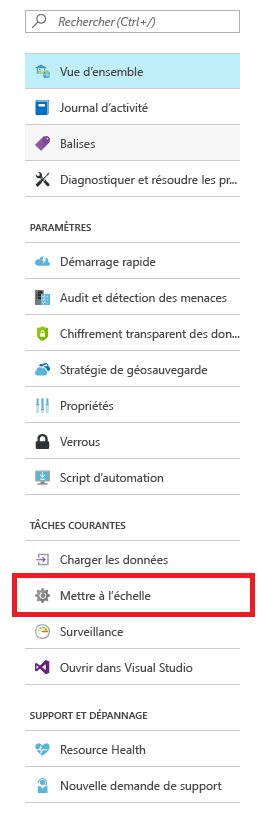 Rechercher (Ctrl+/)
Vue d'ensemble
Journal d'activité
Balises
Diagnostiquer et résoudre les pr...
PARAMÈTRES
Démarrage rapide
Audit et détection des menaces
Chiffrement transparent des don...
Stratégie de géosauvegarde
Propriétés
Verrous
Script d'automation
TÂCHES COURANTES
Charger les données
Mettre à l'échelle
Surveillance
Ouvrir dans Visual Studio
SUPPORT ET DÉPANNAGE
Resource Health
Nouvelle demande de support